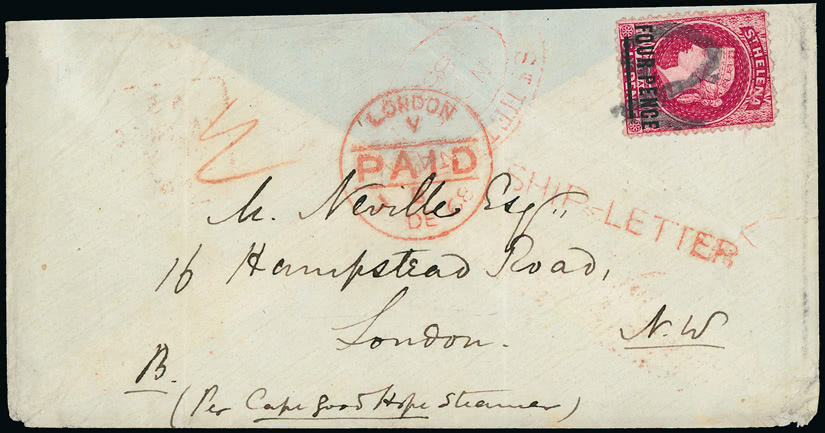 FOUR PENCE
ST HELENA
LONDON
PAID
DE
68
SHIP-LETTER
M. Neville Esq.,
16 Hampstead Road,
London.
N.W
B.
(Per Cape Good Hope Steamer)